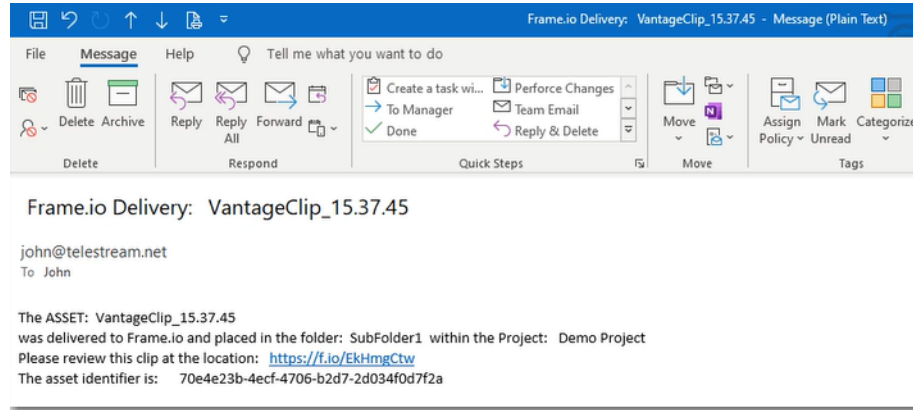 Frame.io Delivery: VantageClip_15.37.45 - Message (Plain Text)
File Message Help Tell me what you want to do
Create a task wi... Perforce Changes
To Manager Team Email
Done Reply & Delete
Delete Archive Reply Reply All Forward Move Assign Policy Mark Unread Categorize
Delete Respond Quick Steps Move Tags
Frame.io Delivery: VantageClip_15.37.45
john@telestream.net
To John
The ASSET: VantageClip_15.37.45
was delivered to Frame.io and placed in the folder: SubFolder1 within the Project: Demo Project
Please review this clip at the location: https://f.io/EkHmgCtw
The asset identifier is: 70e4e23b-4ecf-4706-b2d7-2d034f0d7f2a